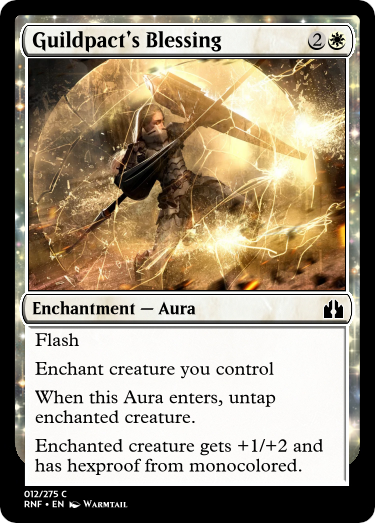 Guildpact's Blessing 2
Enchantment — Aura
Flash
Enchant creature you control
When this Aura enters, untap
enchanted creature.
Enchanted creature gets +1/+2 and
has hexproof from monocolored.
012/275 C
RNF • EN Warmtail